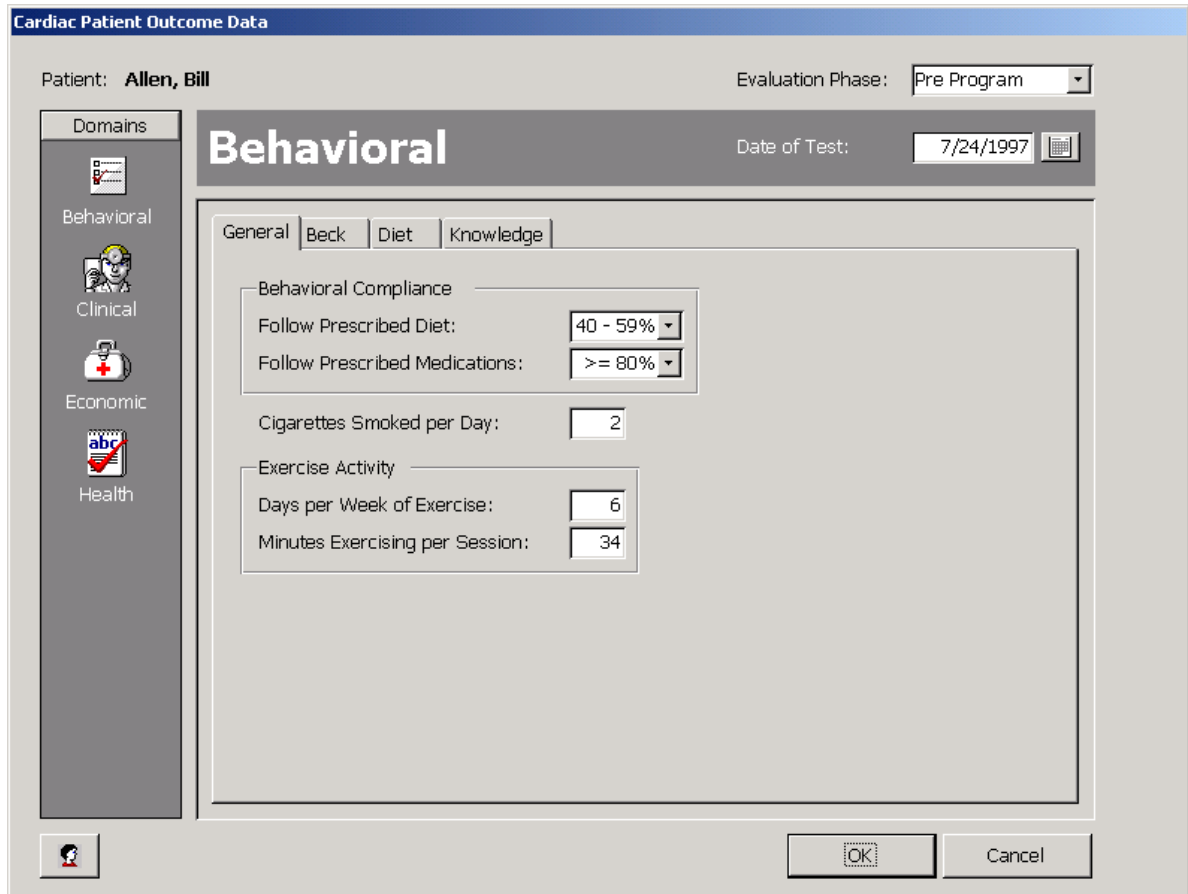 Cardiac Patient Outcome Data
Patient: Allen, Bill Evaluation Phase: Pre Program
Domains
Behavioral Date of Test: 7/24/1997
Behavioral
General Beck Diet Knowledge
Behavioral Compliance
Follow Prescribed Diet: 40 - 59%
Clinical
Follow Prescribed Medications: >= 80%
Economic
Cigarettes Smoked per Day: 2
abc
Exercise Activity
Health
Days per Week of Exercise: 6
Minutes Exercising per Session: 34
OK Cancel